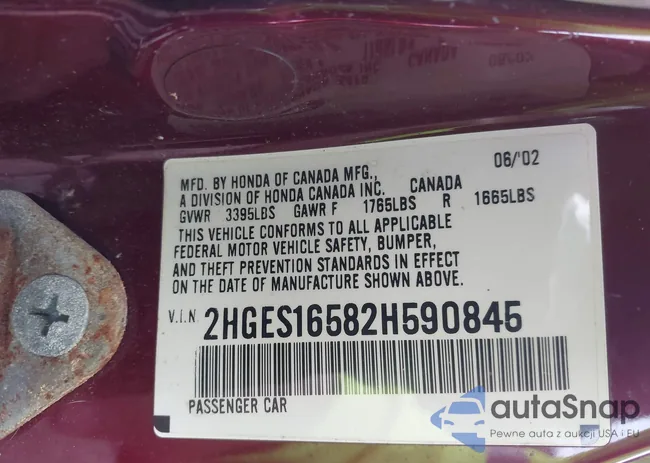 06/'02
MFD. BY HONDA OF CANADA MFG.,
A DIVISION OF HONDA CANADA INC. CANADA
GVWR 3395LBS GAWR F 1765LBS R 1665LBS
THIS VEHICLE CONFORMS TO ALL APPLICABLE
FEDERAL MOTOR VEHICLE SAFETY, BUMPER,
AND THEFT PREVENTION STANDARDS IN EFFECT
ON THE DATE OF MANUFACTURE SHOWN ABOVE.
V.I.N 2HGES16582H590845
PASSENGER CAR
autaSnap
Pewne auta z aukcji USA i EU